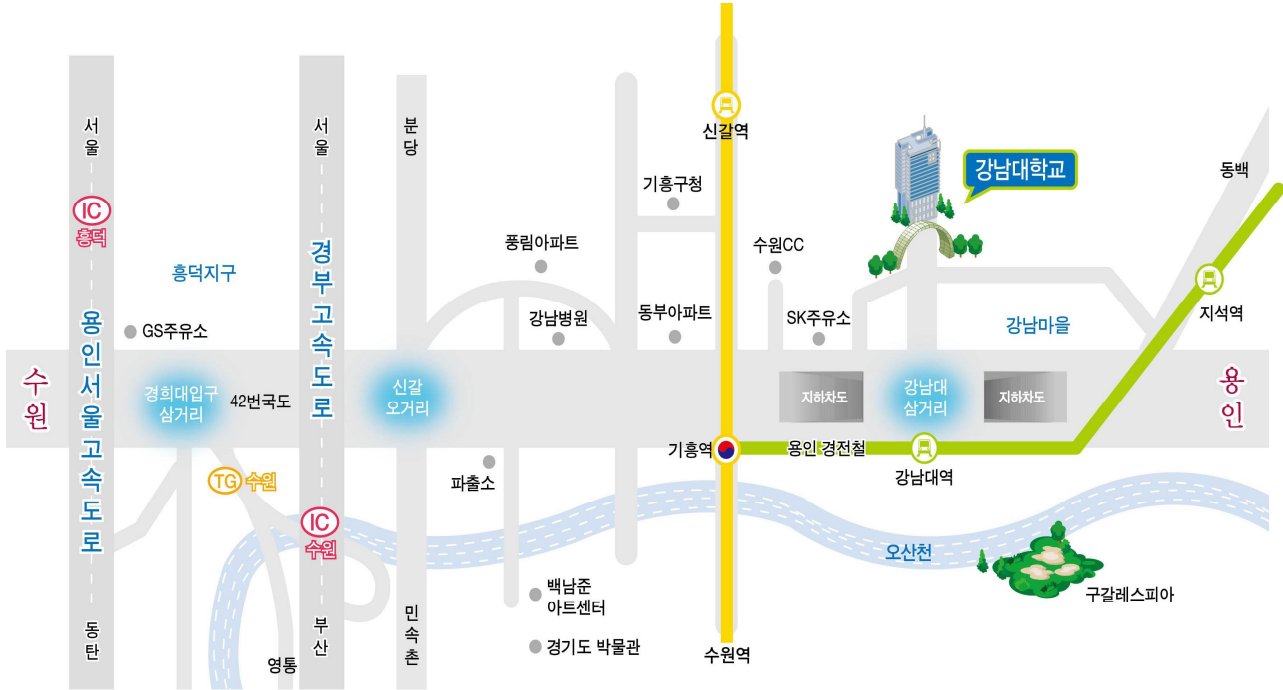 서울
서울
분당
신갈역
강남대학교
동백
기흥구청
IC
흥덕
풍림아파트
수원CC
흥덕지구
경부고속도로
지석역
용인서울고속도로
GS주유소
강남병원
동부아파트
SK주유소
강남마을
수원
경희대입구
삼거리
42번국도
신갈
오거리
지하차도
강남대
삼거리
지하차도
용인
기흥역
용인 경전철
강남대역
TG 수원
파출소
IC
수원
오산천
백남준
아트센터
구갈레스피아
동탄
부산
민속촌
경기도 박물관
수원역
영통